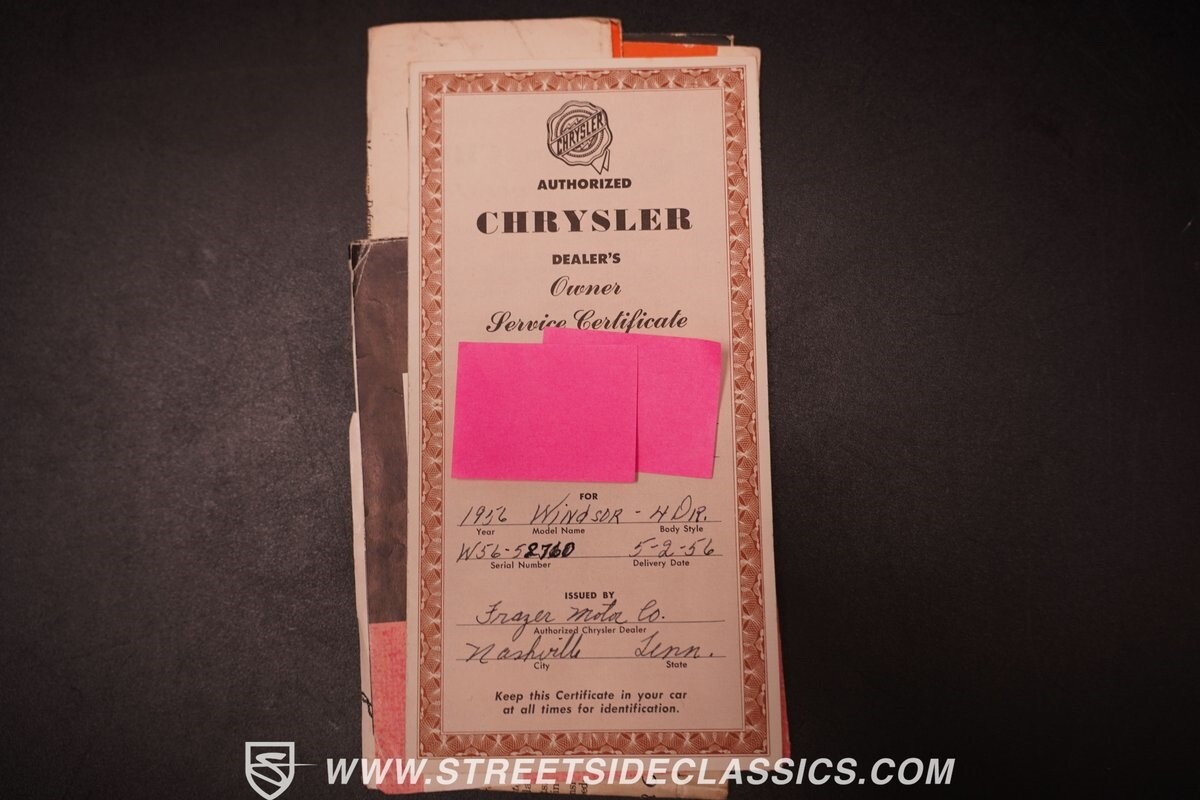 CHRYSLER
AUTHORIZED
CHRYSLER
DEALER'S
Owner
Service Certificate
FOR
1956 WINDSOR - 4 DR.
Year Model Name Body Style
W56-58760 5-2-56
Serial Number Delivery Date
ISSUED BY
Frazer Motor Co.
Authorized Chrysler Dealer
Nashville Tenn.
City State
Keep this Certificate in your car
at all times for identification.
WWW.STREETSIDECLASSICS.COM